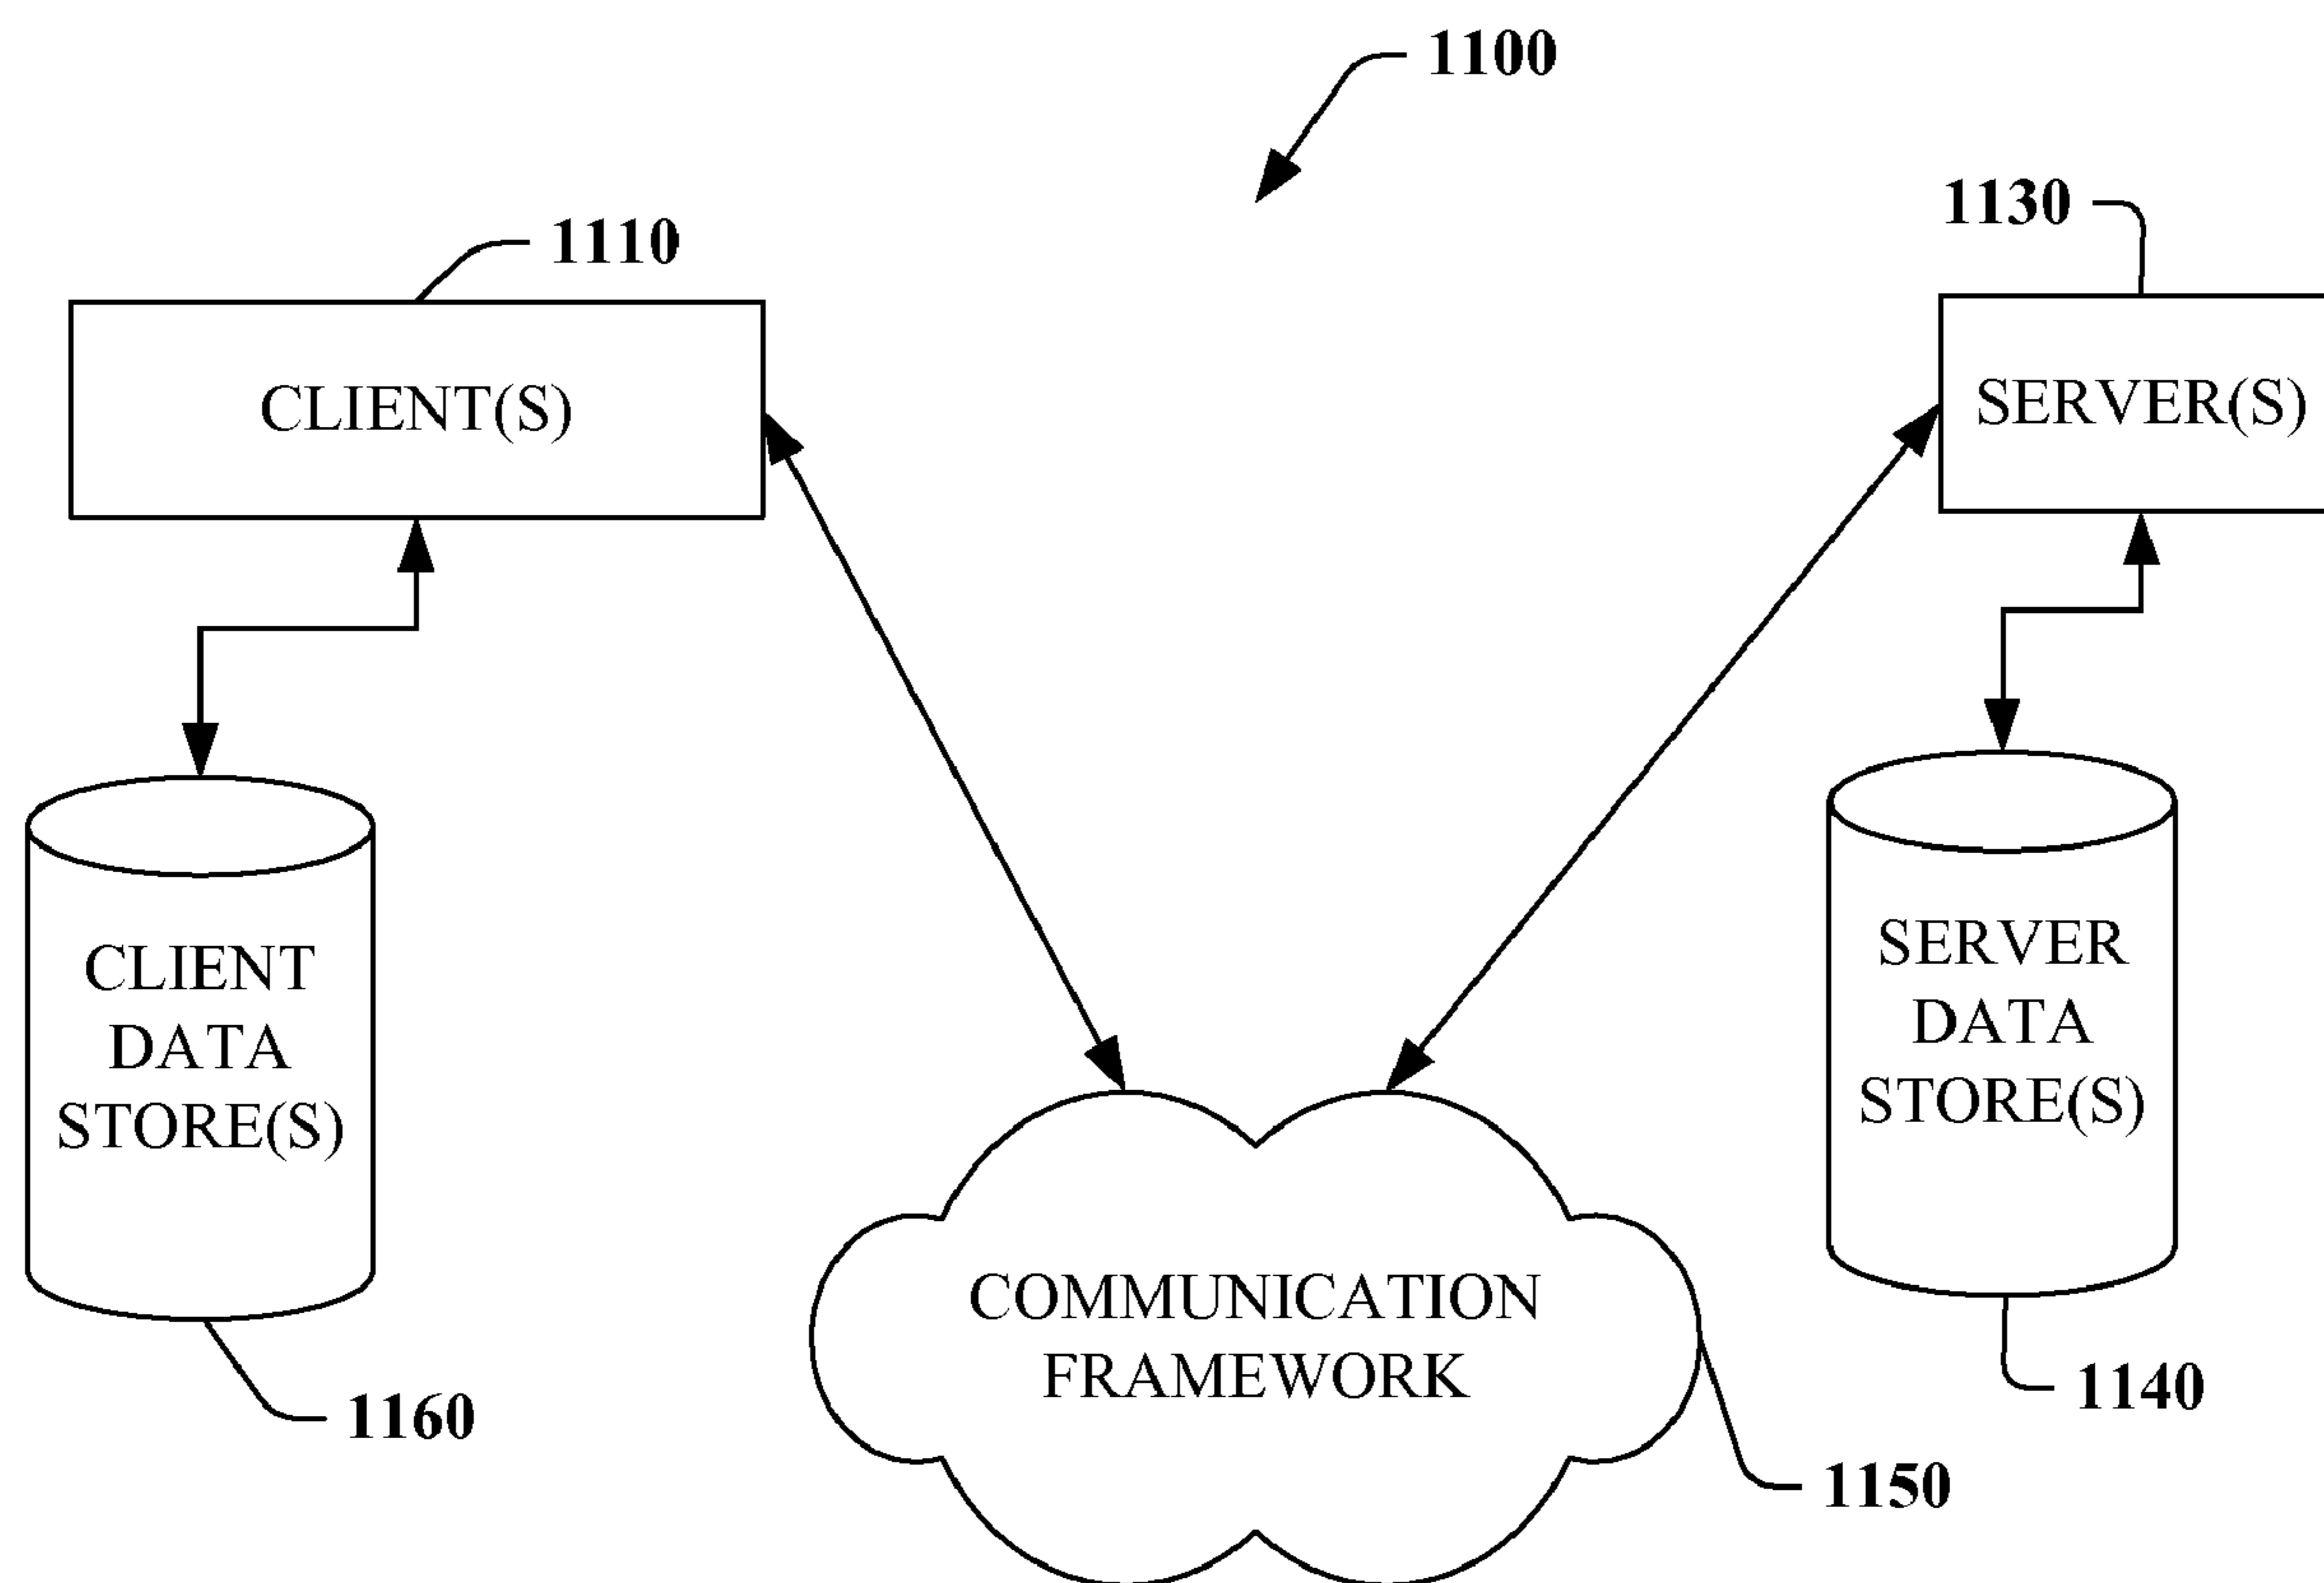 1100
1130
1110
CLIENT(S)
SERVER(S)
CLIENT
DATA
STORE(S)
SERVER
DATA
STORE(S)
COMMUNICATION
FRAMEWORK
1160
1140
1150